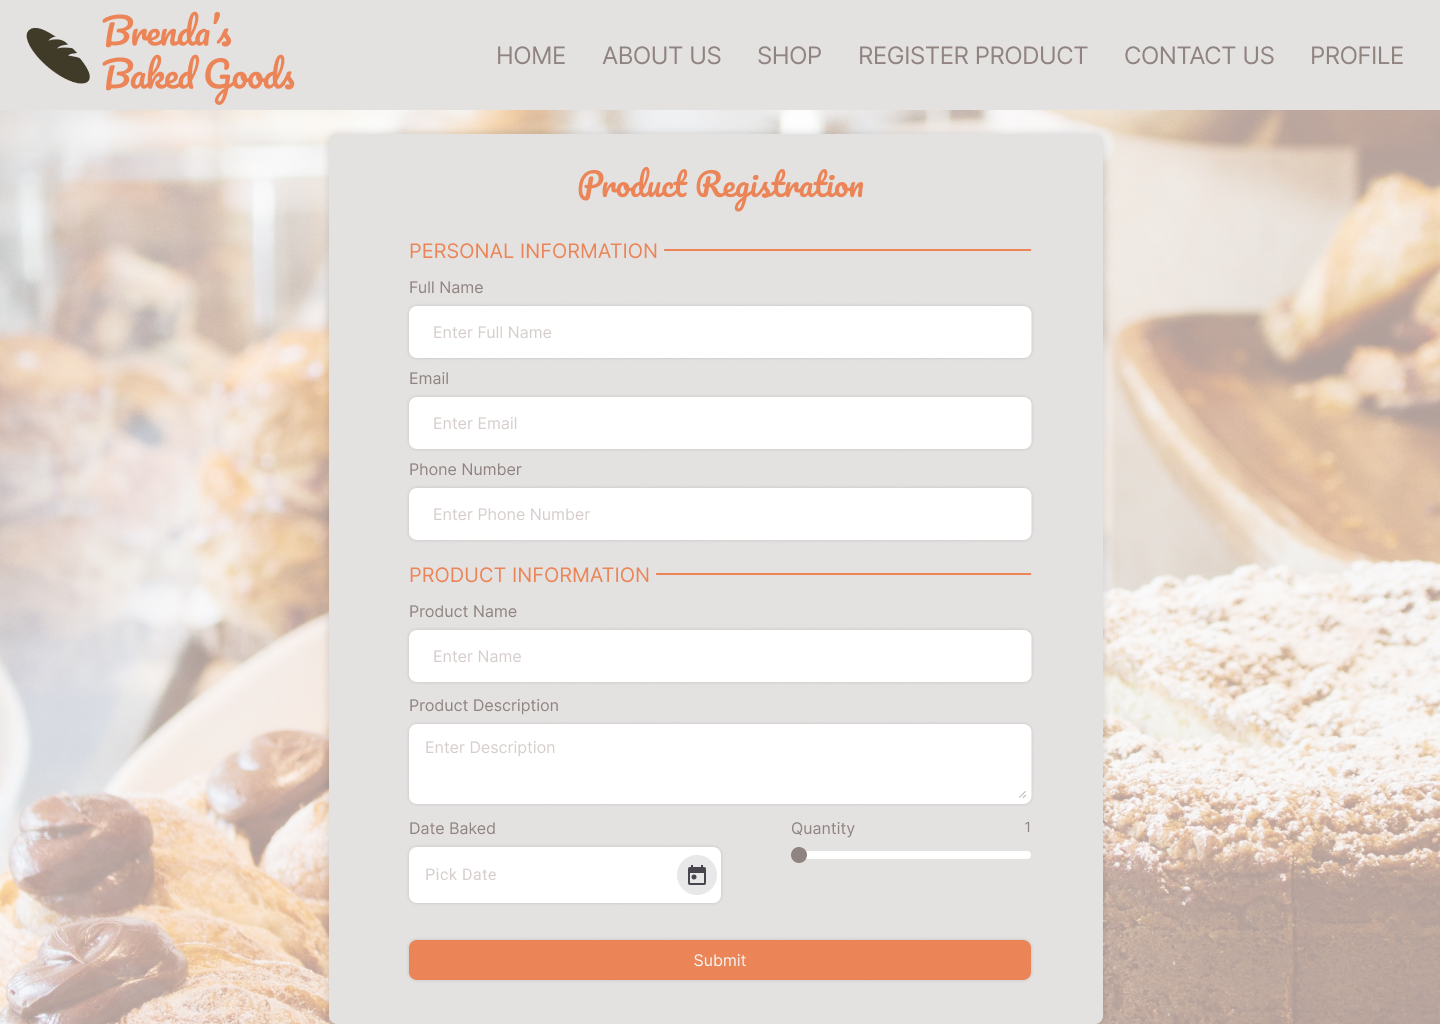 Brenda's
Baked Goods
HOME ABOUT US SHOP REGISTER PRODUCT CONTACT US PROFILE
Product Registration
PERSONAL INFORMATION
Full Name
Enter Full Name
Email
Enter Email
Phone Number
Enter Phone Number
PRODUCT INFORMATION
Product Name
Enter Name
Product Description
Enter Description
Date Baked
Quantity 1
Pick Date
Submit